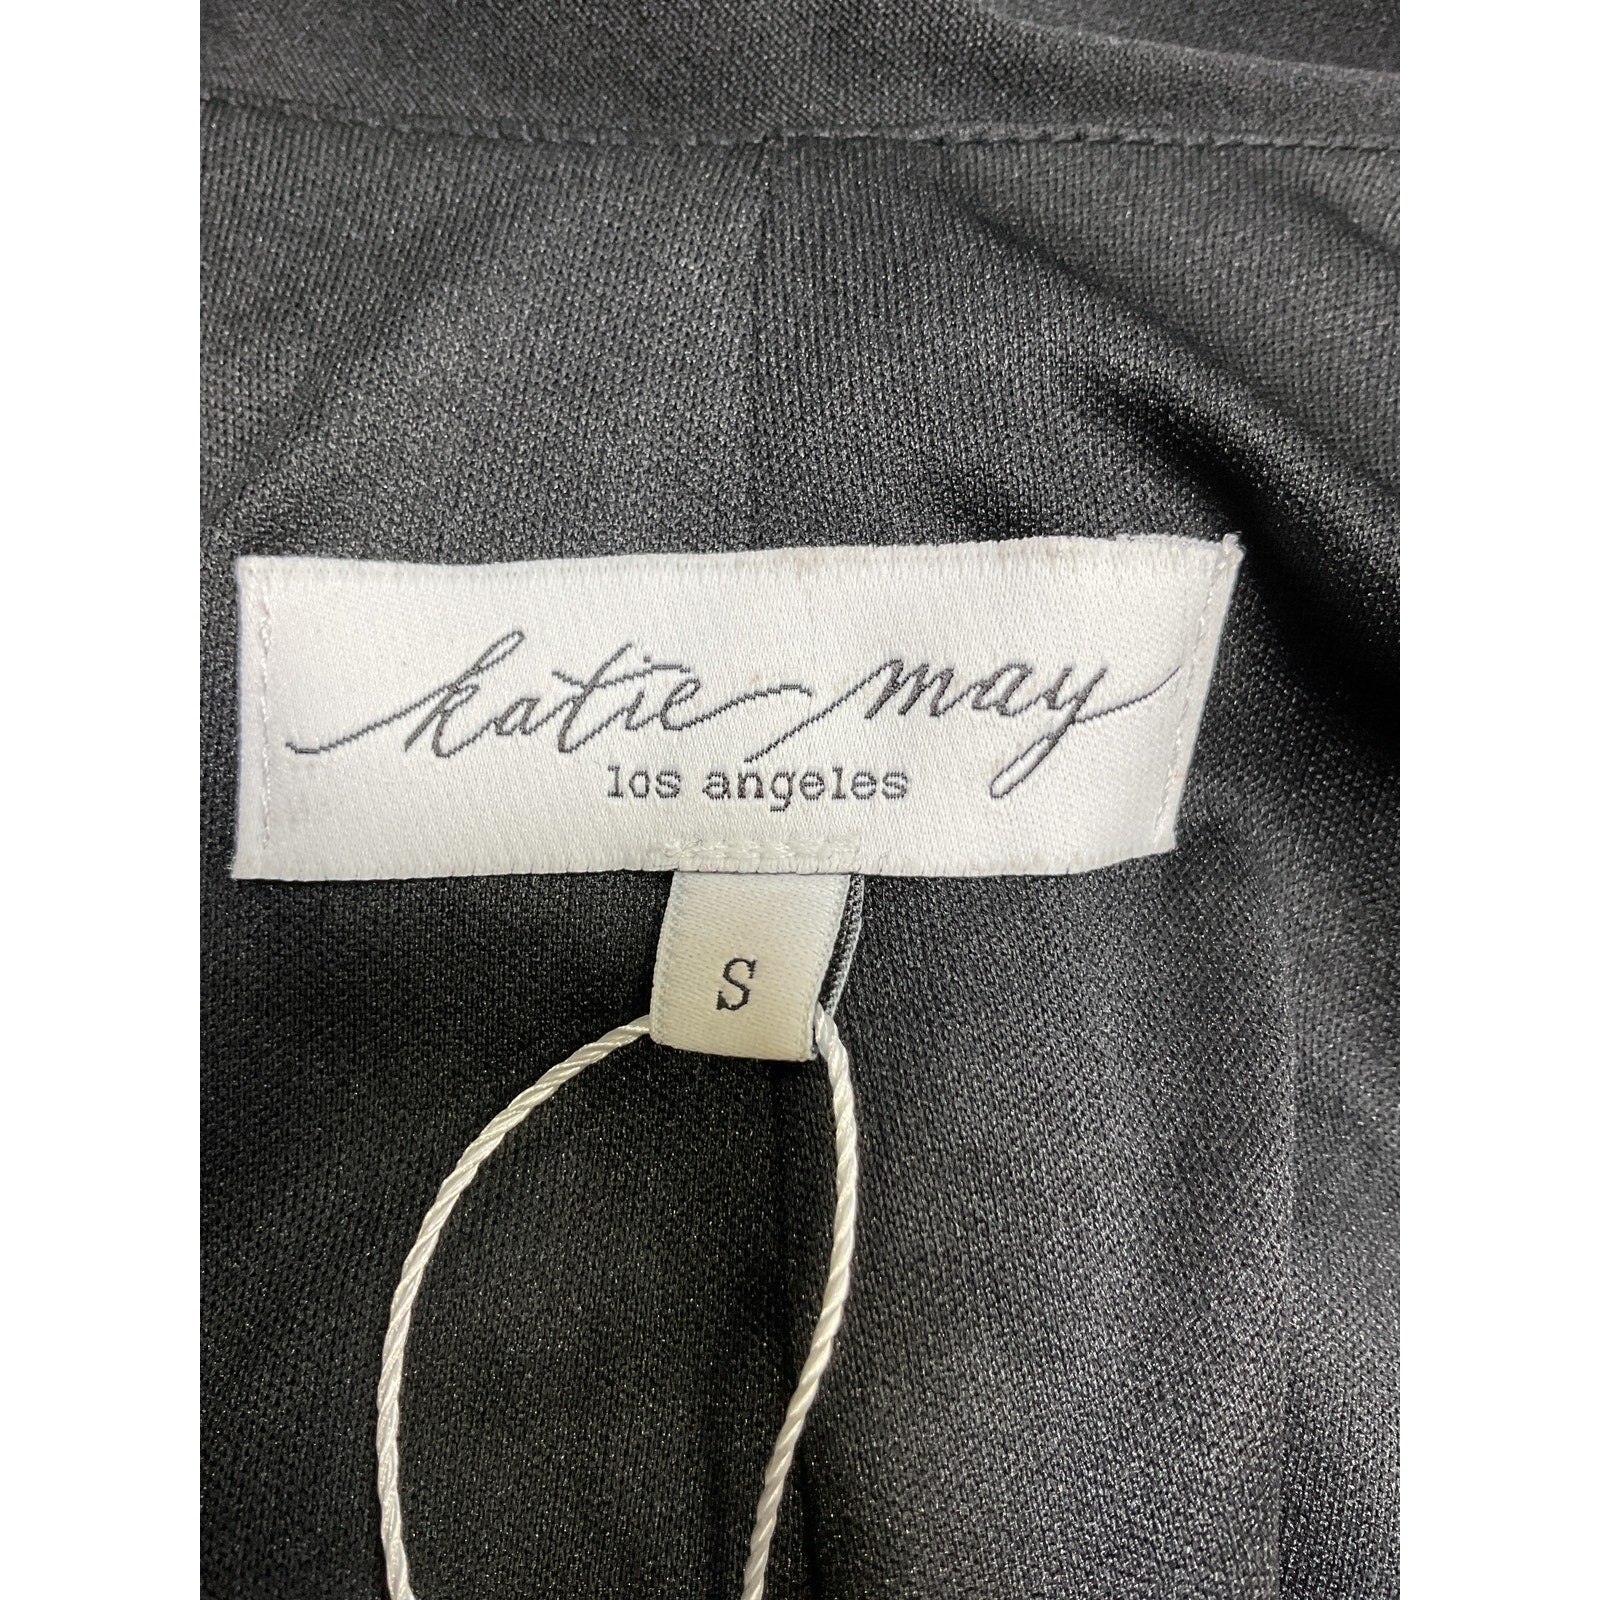 katie may
los angeles
S